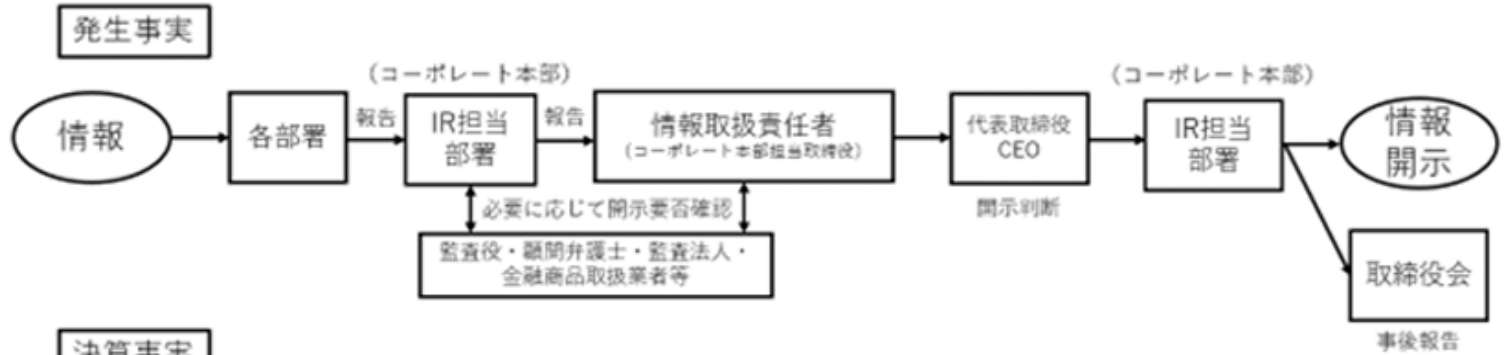 発生事実
(コーポレート本部)
(コーポレート本部)
情報
各部署
報告
IR担当
部署
報告
情報取扱責任者
(コーポレート本部担当取締役)
代表取締役
CEO
IR担当
部署
情報
開示
必要に応じて開示要否確認
開示判断
監査役・顧問弁護士・監査法人・
金融商品取扱業者等
取締役会
事後報告
決算事実